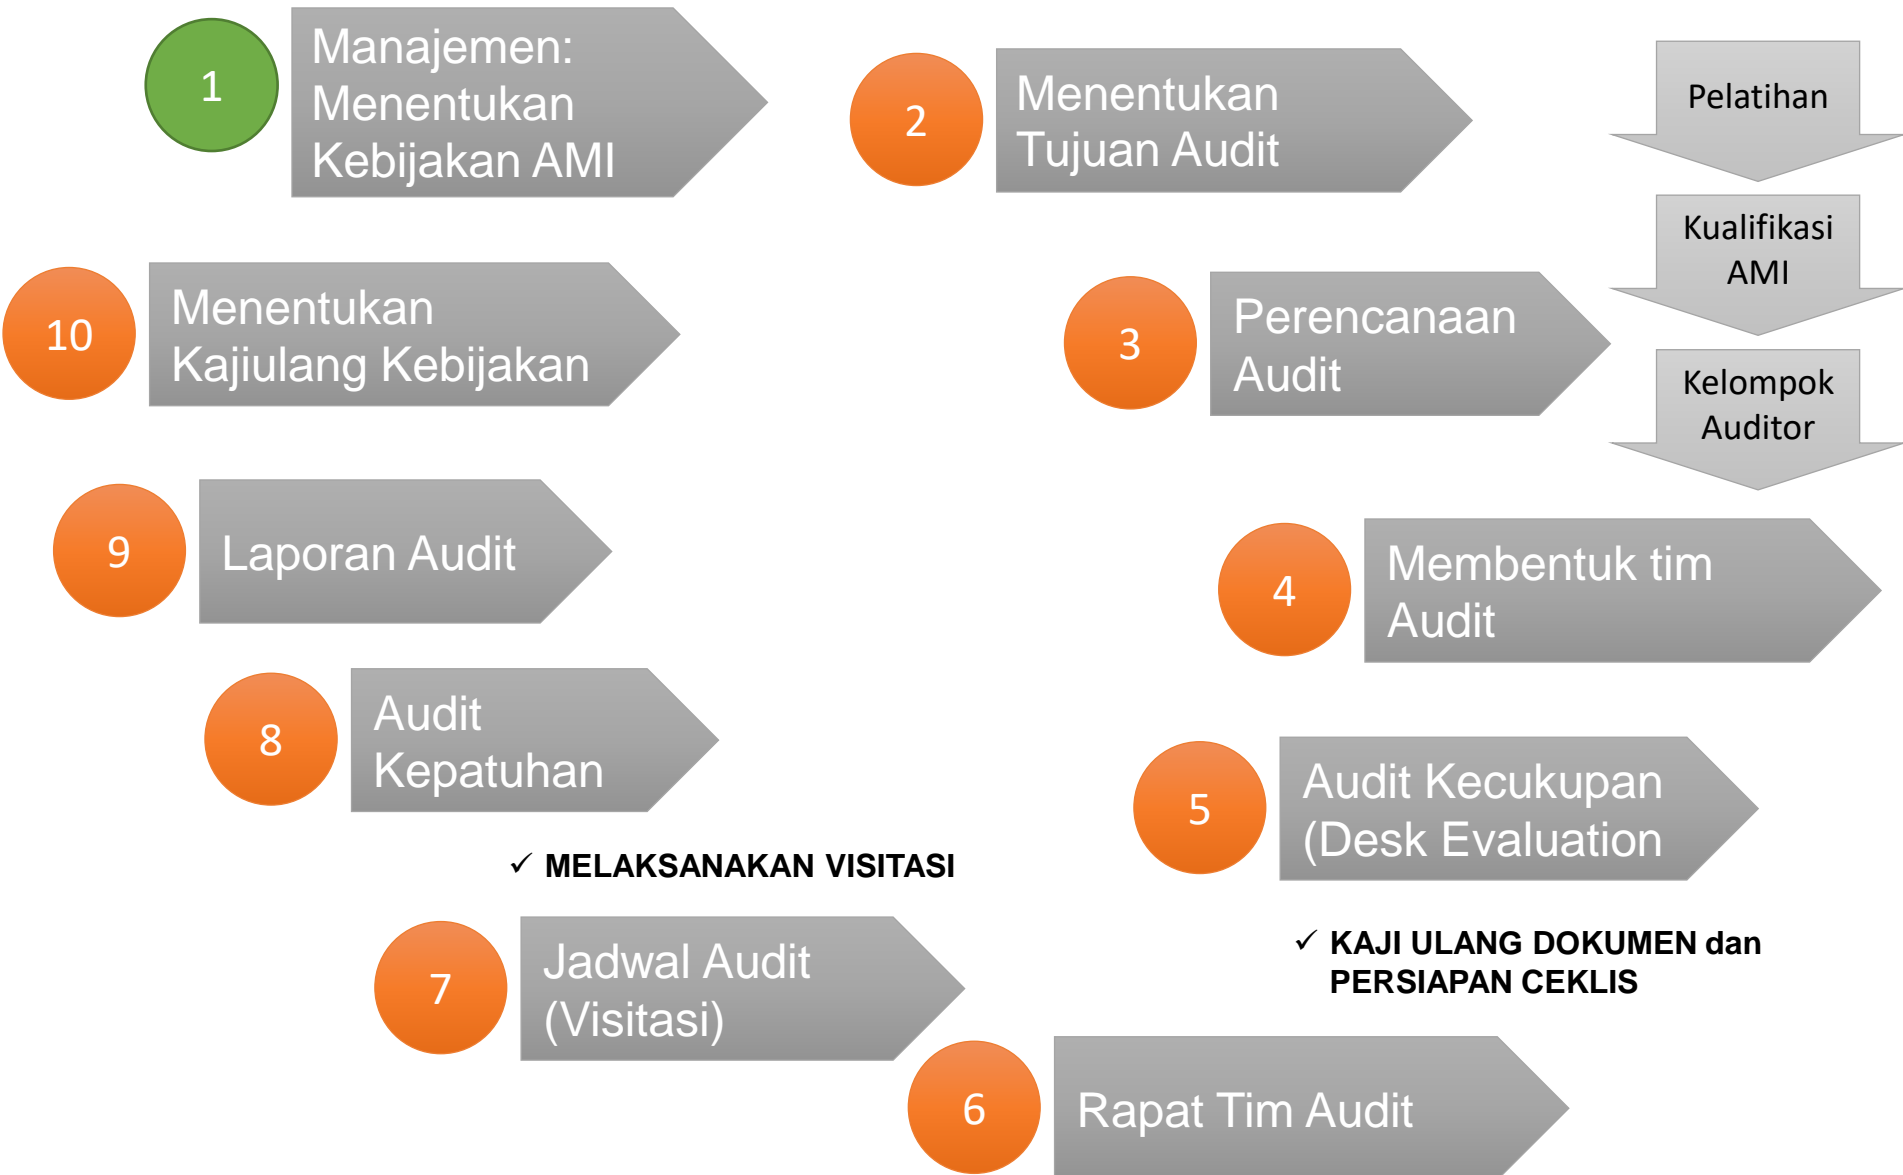 1
Manajemen:
Menentukan
Kebijakan AMI
2
Menentukan
Tujuan Audit
Pelatihan
Kualifikasi
AMI
Kelompok
Auditor
3
Perencanaan
Audit
4
Membentuk tim
Audit
5
Audit Kecukupan
(Desk Evaluation
✓ KAJI ULANG DOKUMEN dan
PERSIAPAN CEKLIS
6
Rapat Tim Audit
7
Jadwal Audit
(Visitasi)
✓ MELAKSANAKAN VISITASI
8
Audit
Kepatuhan
9
Laporan Audit
10
Menentukan
Kajiulang Kebijakan